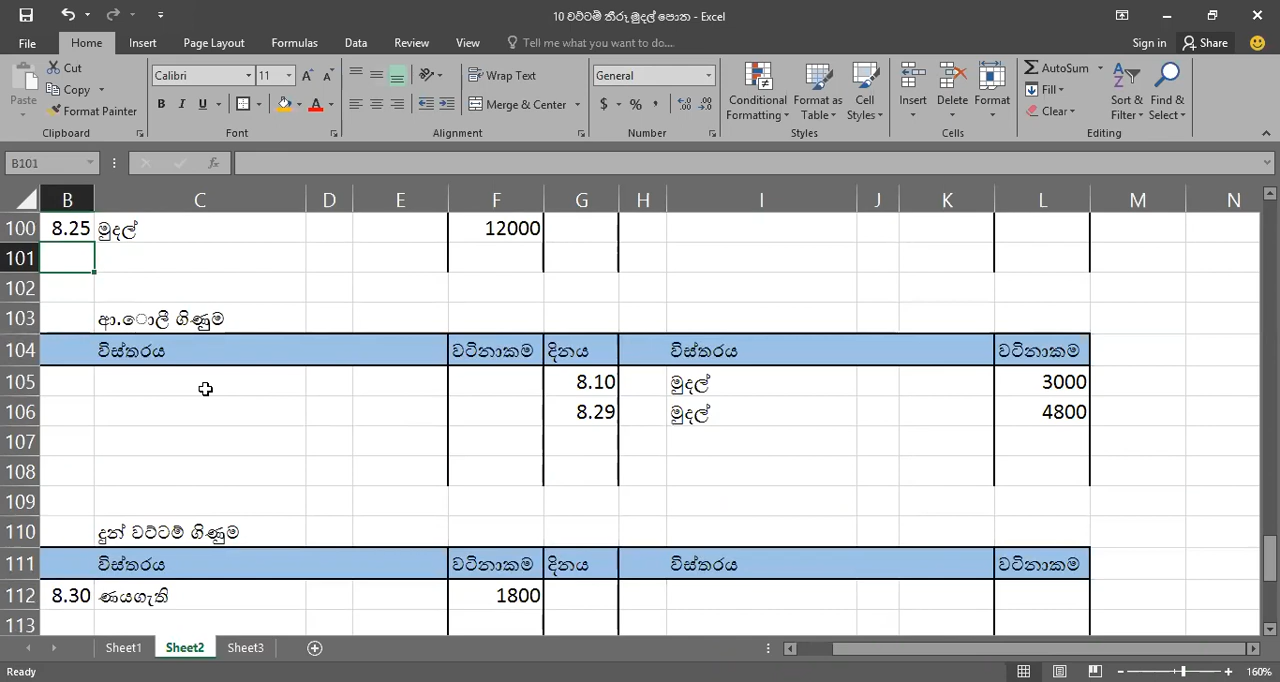 10 වට්ටම් තීරු මුදල් පොත - Excel
File Home Insert Page Layout Formulas Data Review View Tell me what you want to do... Sign in Share
Paste Cut Copy Format Painter
Calibri 11 Wrap Text General
B I U Merge & Center $ %
Conditional Formatting Format as Table Cell Styles Insert Delete Format AutoSum Fill Clear Sort & Filter Find & Select
Clipboard Font Alignment Number Styles Cells Editing
B101 fx
B C D E F G H I J K L M N
100 8.25 මුදල් 12000
101
102
103 ආ.ොලී ගිණුම
104 විස්තරය වටිනාකම දිනය විස්තරය වටිනාකම
105 8.10 මුදල් 3000
106 8.29 මුදල් 4800
107
108
109
110 දුන් වට්ටම් ගිණුම
111 විස්තරය වටිනාකම දිනය විස්තරය වටිනාකම
112 8.30 ණයගැති 1800
113
Sheet1 Sheet2 Sheet3
Ready 160%